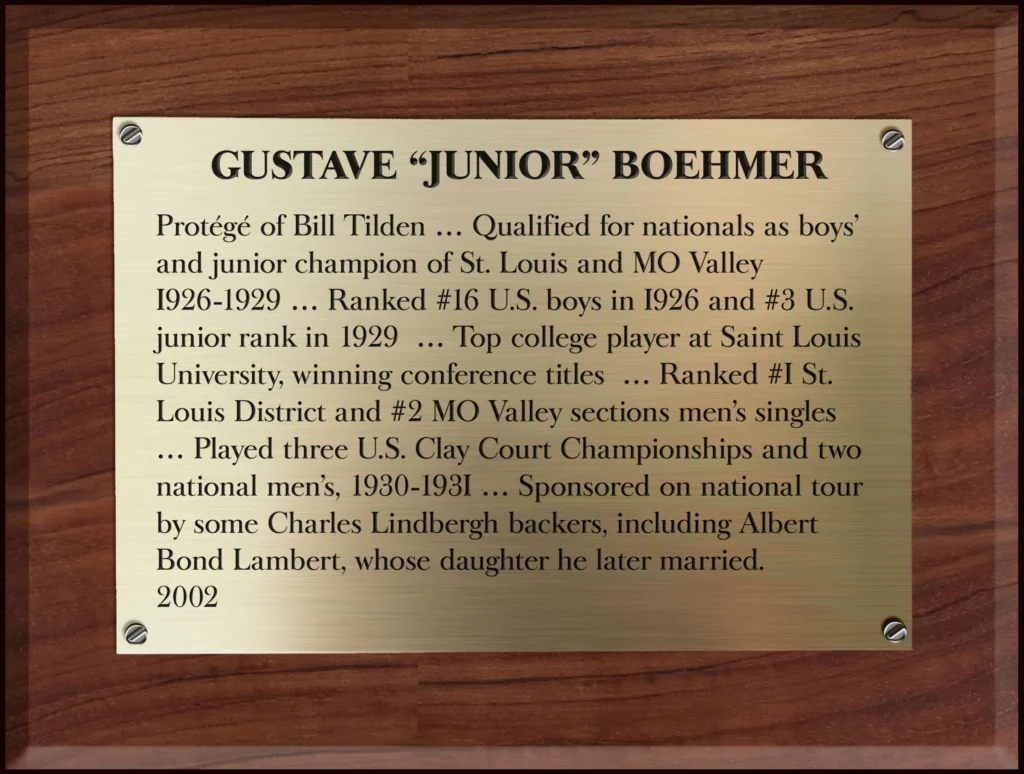 GUSTAVE “JUNIOR” BOEHMER
Protégé of Bill Tilden … Qualified for nationals as boys’
and junior champion of St. Louis and MO Valley
I926-1929 … Ranked #16 U.S. boys in I926 and #3 U.S.
junior rank in 1929 … Top college player at Saint Louis
University, winning conference titles … Ranked #I St.
Louis District and #2 MO Valley sections men’s singles
… Played three U.S. Clay Court Championships and two
national men’s, 1930-193I … Sponsored on national tour
by some Charles Lindbergh backers, including Albert
Bond Lambert, whose daughter he later married.
2002